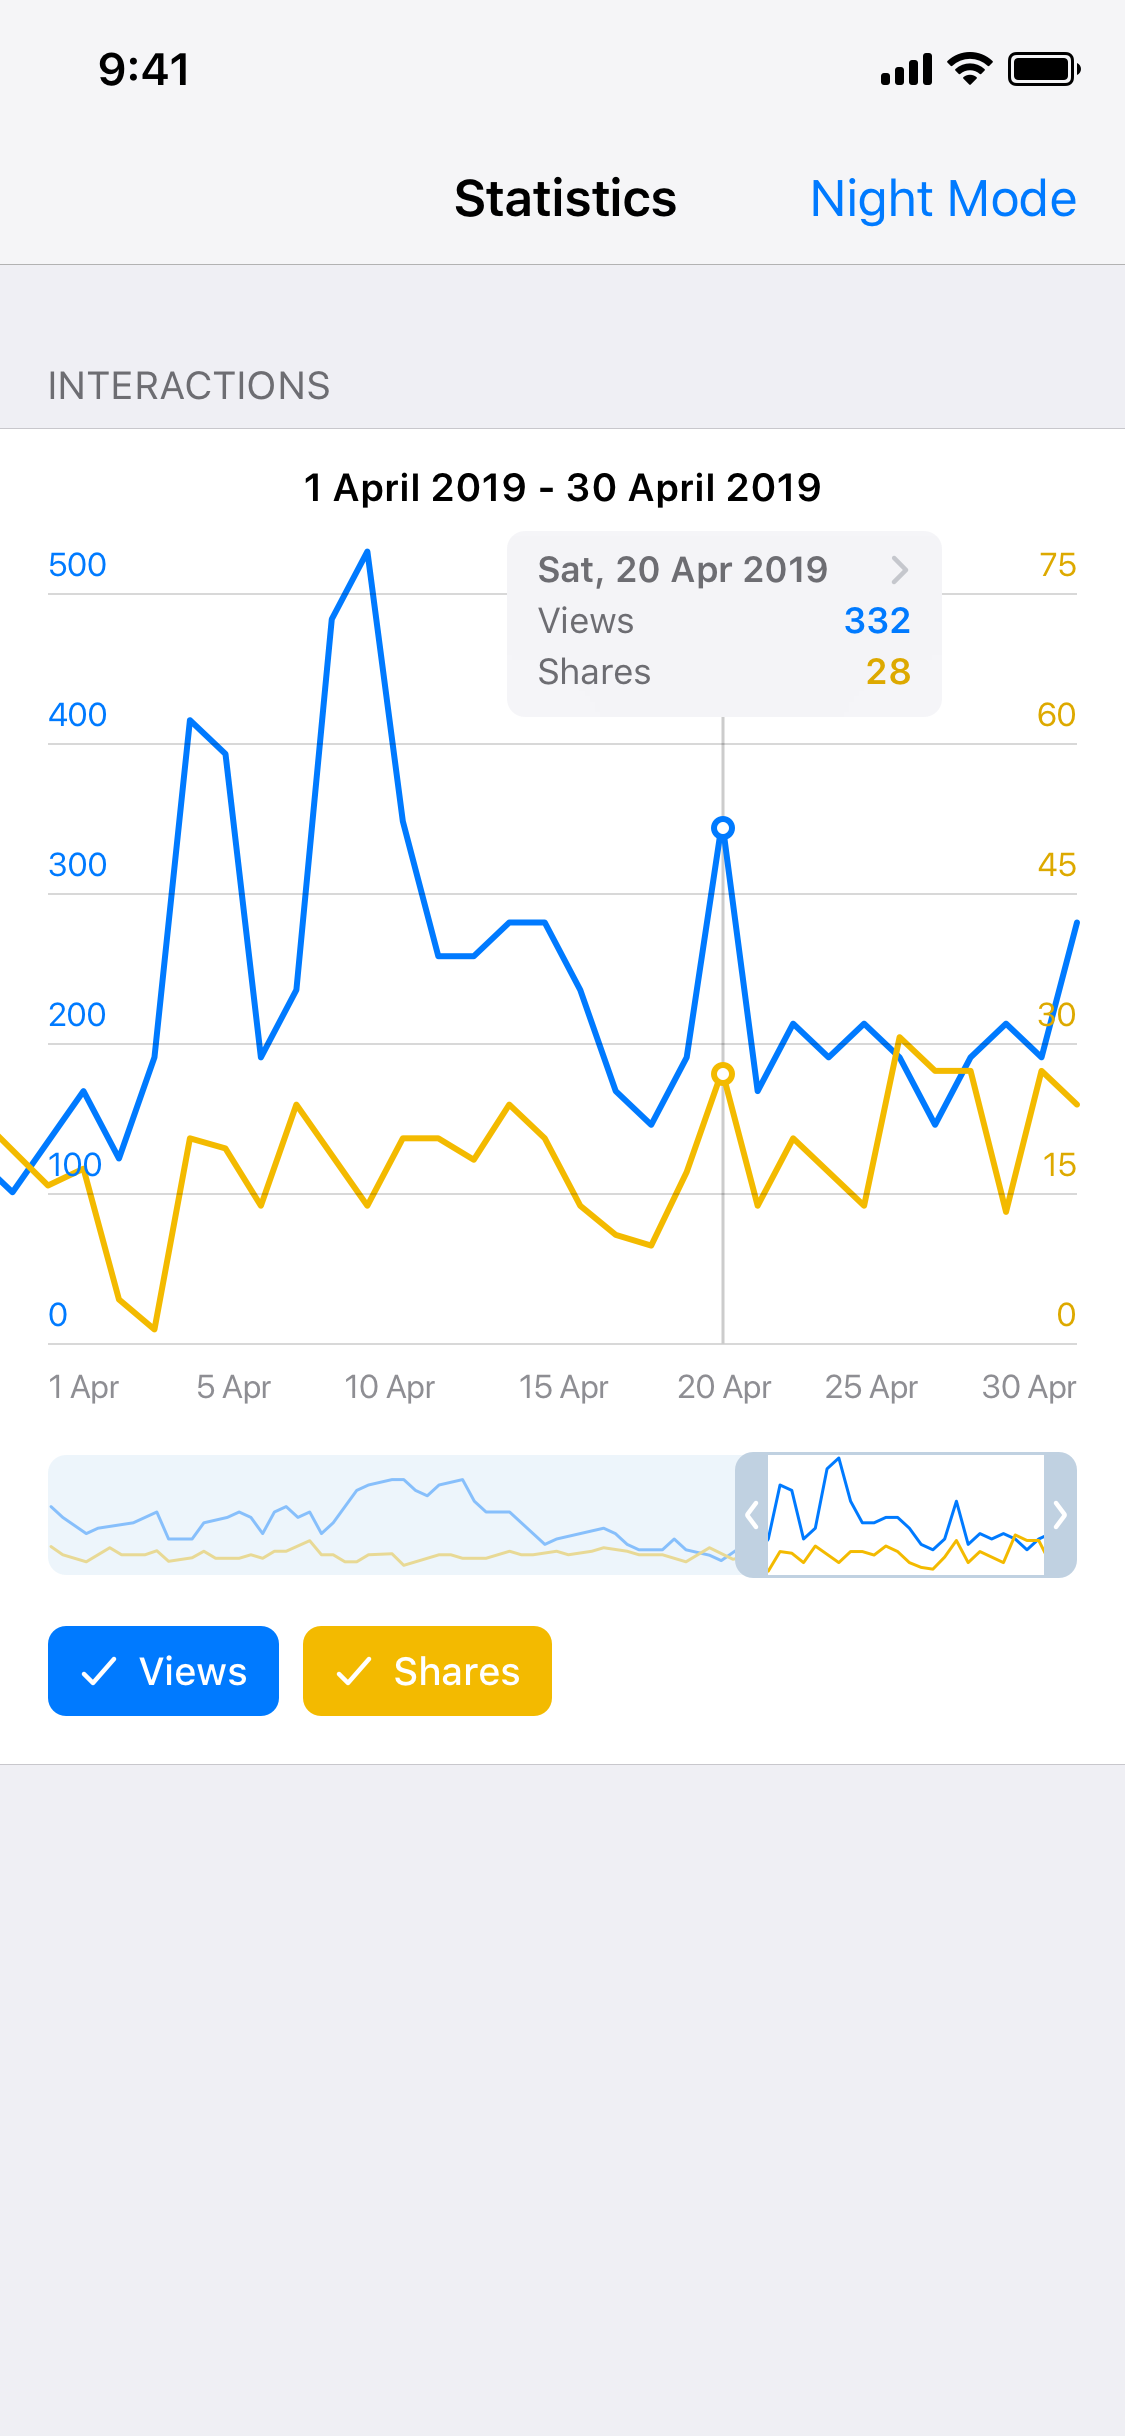 9:41
Statistics
Night Mode
INTERACTIONS
1 April 2019 - 30 April 2019
Sat, 20 Apr 2019
Views 332
Shares 28
500 75
400 60
300 45
200 30
100 15
0 0
1 Apr 5 Apr 10 Apr 15 Apr 20 Apr 25 Apr 30 Apr
Views
Shares